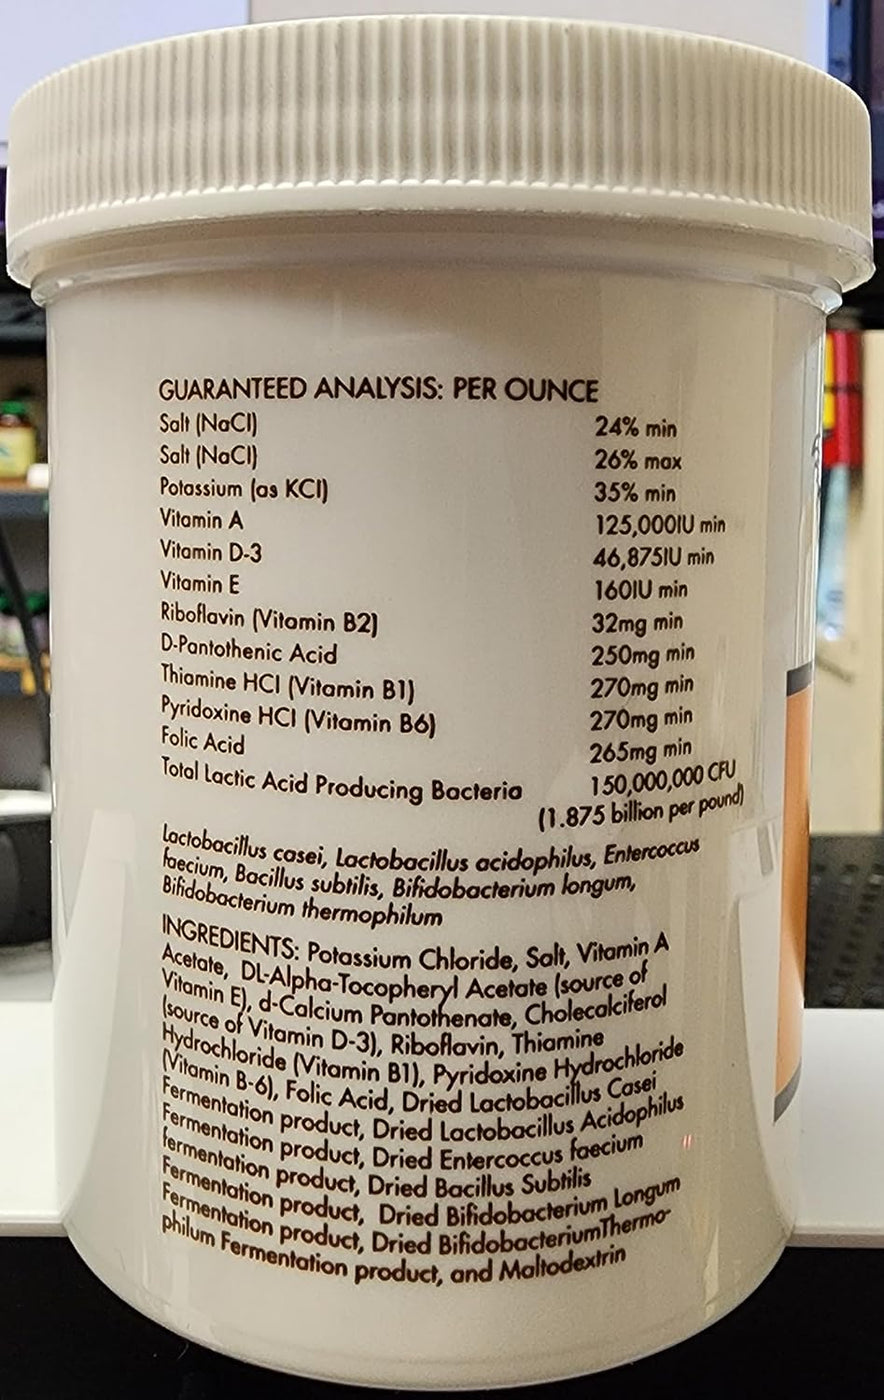 GUARANTEED ANALYSIS: PER OUNCE
Salt (NaCl) 24% min
Salt (NaCl) 26% max
Potassium (as KCl) 35% min
Vitamin A 125,000IU min
Vitamin D-3 46,875IU min
Vitamin E 160IU min
Riboflavin (Vitamin B2) 32mg min
D-Pantothenic Acid 250mg min
Thiamine HCl (Vitamin B1) 270mg min
Pyridoxine HCl (Vitamin B6) 270mg min
Folic Acid 265mg min
Total Lactic Acid Producing Bacteria 150,000,000 CFU
(1.875 billion per pound)
Lactobacillus casei, Lactobacillus acidophilus, Entercoccus
faecium, Bacillus subtilis, Bifidobacterium longum,
Bifidobacterium thermophilum
INGREDIENTS: Potassium Chloride, Salt, Vitamin A
Acetate, DL-Alpha-Tocopheryl Acetate (source of
Vitamin E), d-Calcium Pantothenate, Cholecalciferol
(source of Vitamin D-3), Riboflavin, Thiamine
Hydrochloride (Vitamin B1), Pyridoxine Hydrochloride
(Vitamin B-6), Folic Acid, Dried Lactobacillus Casei
Fermentation product, Dried Lactobacillus Acidophilus
Fermentation product, Dried Entercoccus faecium
fermentation product, Dried Bacillus Subtilis
Fermentation product, Dried Bifidobacterium Longum
Fermentation product, Dried BifidobacteriumThermo-
philum Fermentation product, and Maltodextrin